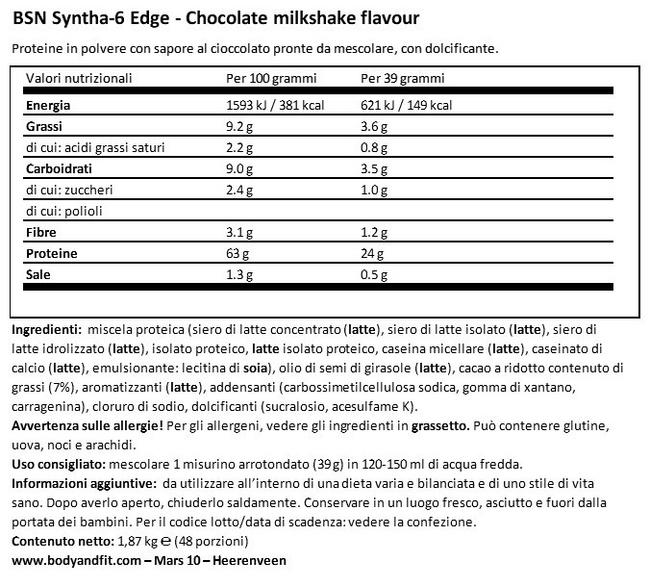 BSN Syntha-6 Edge - Chocolate milkshake flavour
Proteine in polvere con sapore al cioccolato pronte da mescolare, con dolcificante.
Valori nutrizionali Per 100 grammi Per 39 grammi
Energia 1593 kJ / 381 kcal 621 kJ / 149 kcal
Grassi 9.2 g 3.6 g
di cui: acidi grassi saturi 2.2 g 0.8 g
Carboidrati 9.0 g 3.5 g
di cui: zuccheri 2.4 g 1.0 g
di cui: polioli
Fibre 3.1 g 1.2 g
Proteine 63 g 24 g
Sale 1.3 g 0.5 g
Ingredienti: miscela proteica (siero di latte concentrato (latte), siero di latte isolato (latte), siero di
latte idrolizzato (latte), isolato proteico, latte isolato proteico, caseina micellare (latte), caseinato di
calcio (latte), emulsionante: lecitina di soia), olio di semi di girasole (latte), cacao a ridotto contenuto di
grassi (7%), aromatizzanti (latte), addensanti (carbossimetilcellulosa sodica, gomma di xantano,
carragenina), cloruro di sodio, dolcificanti (sucralosio, acesulfame K).
Avvertenza sulle allergie! Per gli allergeni, vedere gli ingredienti in grassetto. Può contenere glutine,
uova, noci e arachidi.
Uso consigliato: mescolare 1 misurino arrotondato (39 g) in 120-150 ml di acqua fredda.
Informazioni aggiuntive: da utilizzare all'interno di una dieta varia e bilanciata e di uno stile di vita
sano. Dopo averlo aperto, chiuderlo saldamente. Conservare in un luogo fresco, asciutto e fuori dalla
portata dei bambini. Per il codice lotto/data di scadenza: vedere la confezione.
Contenuto netto: 1,87 kg ℮ (48 porzioni)
www.bodyandfit.com – Mars 10 – Heerenveen